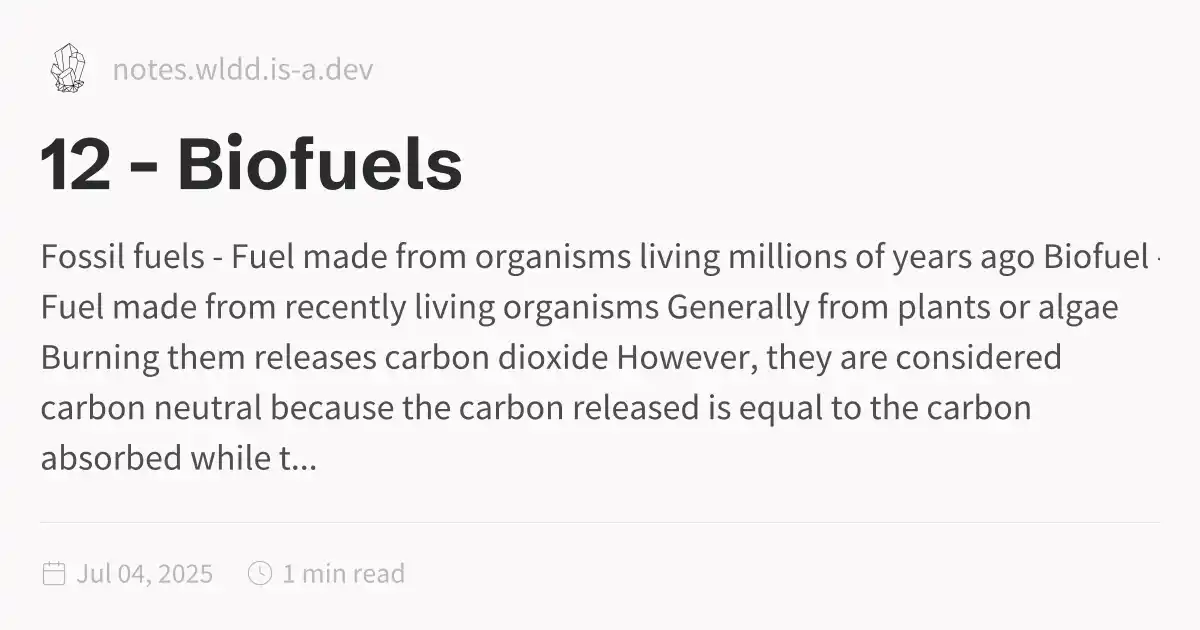 notes.wldd.is-a.dev
12 - Biofuels
Fossil fuels - Fuel made from organisms living millions of years ago Biofuel -
Fuel made from recently living organisms Generally from plants or algae
Burning them releases carbon dioxide However, they are considered
carbon neutral because the carbon released is equal to the carbon
absorbed while t...
Jul 04, 2025 1 min read